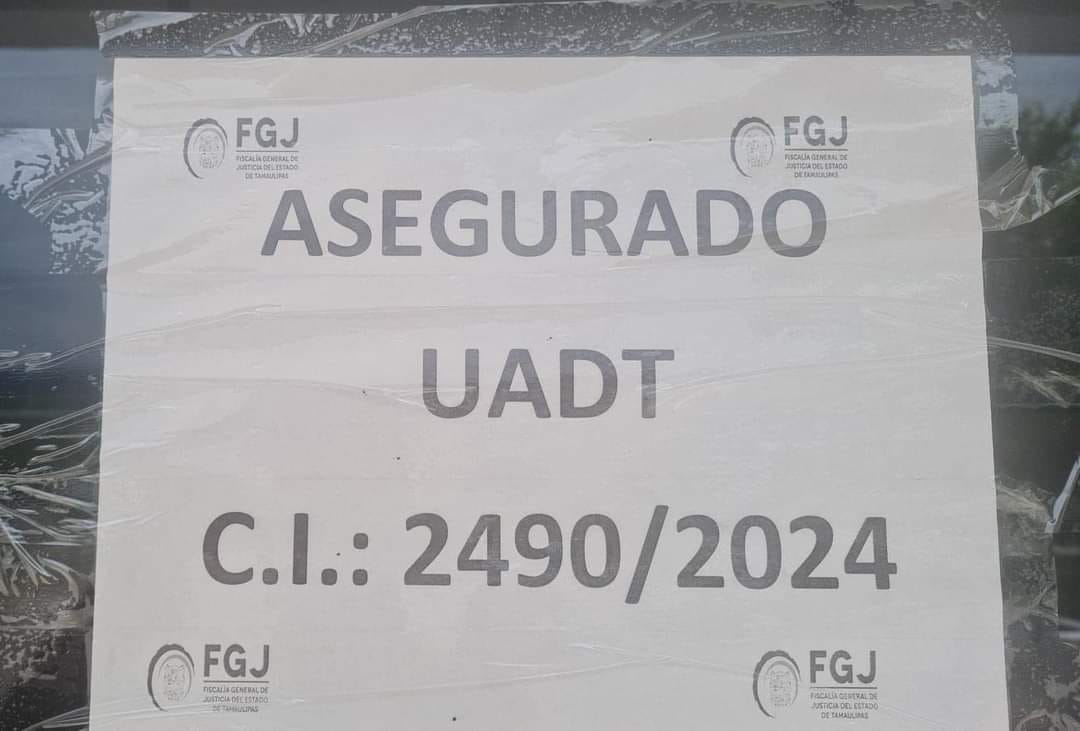 FGJ
FISCALÍA GENERAL DE
JUSTICIA DEL ESTADO
DE TAMAULIPAS
FGJ
FISCALÍA GENERAL DE
JUSTICIA DEL ESTADO
DE TAMAULIPAS
ASEGURADO
UADT
C.I.: 2490/2024
FGJ
FISCALÍA GENERAL DE
JUSTICIA DEL ESTADO
DE TAMAULIPAS
FGJ
FISCALÍA GENERAL DE
JUSTICIA DEL ESTADO
DE TAMAULIPAS